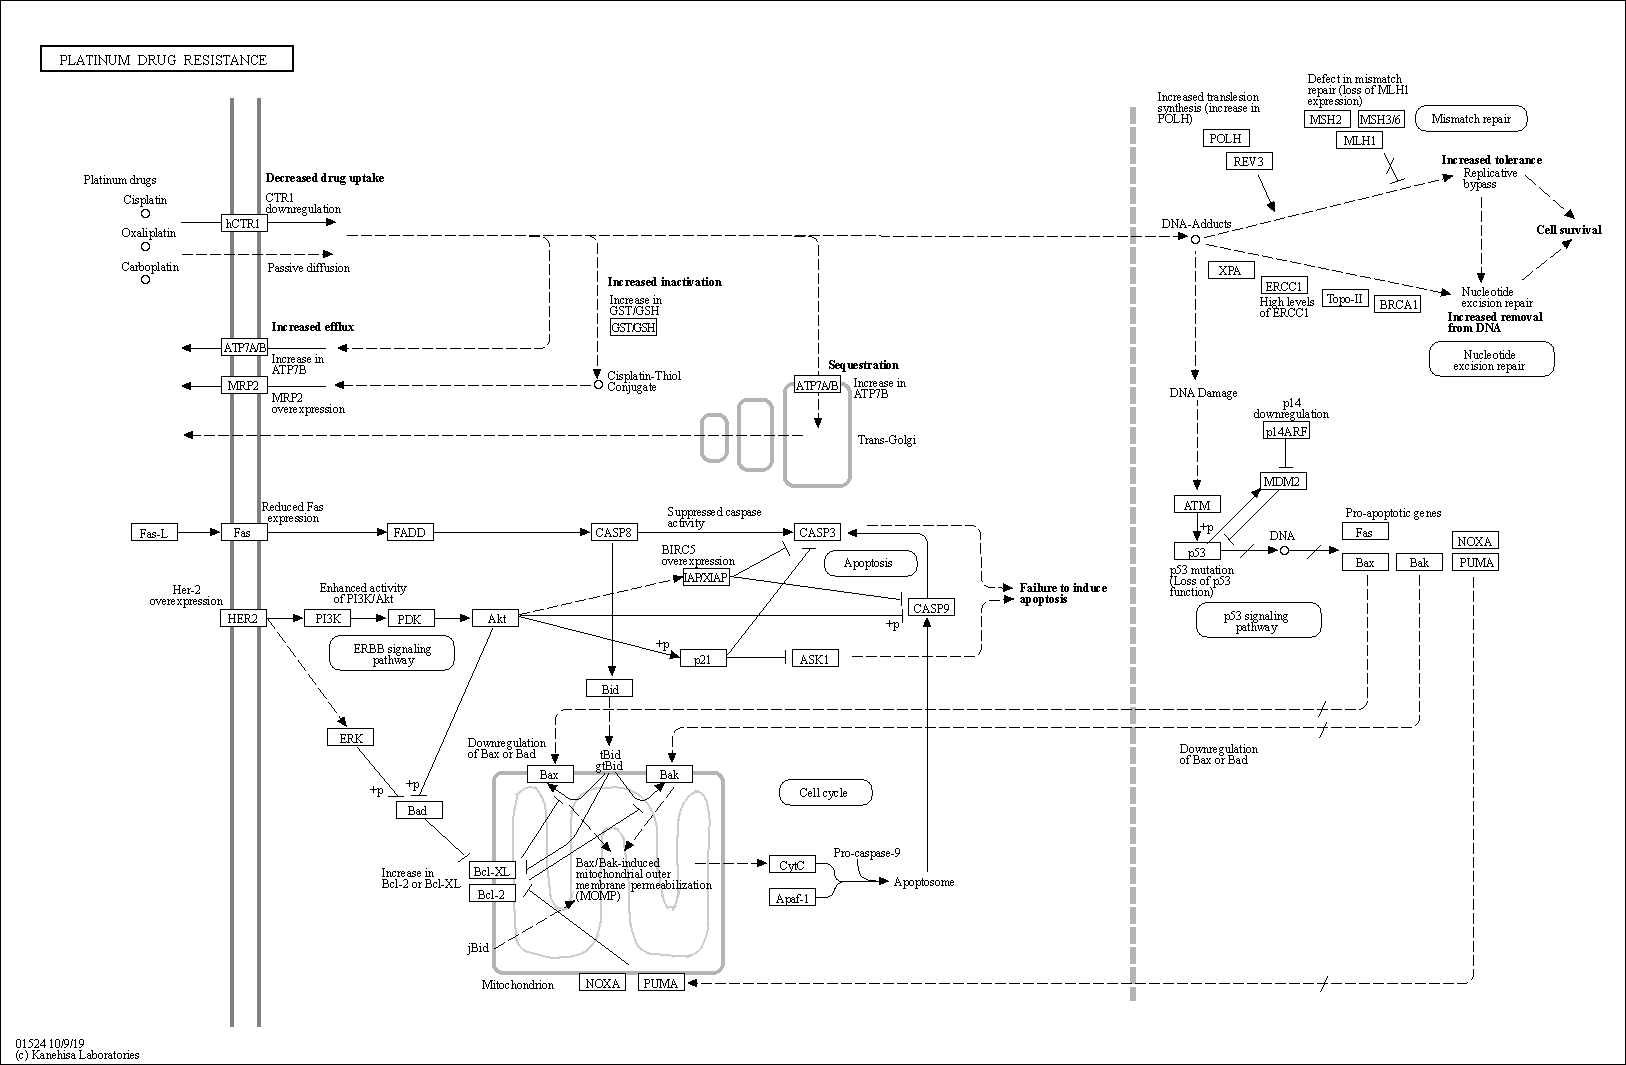 PLATINUM DRUG RESISTANCE
Platinum drugs
Cisplatin
Oxaliplatin
Carboplatin
Decreased drug uptake
CTR1
downregulation
hCTR1
Passive diffusion
Increased efflux
ATP7A/B
Increase in
ATP7B
MRP2
MRP2
overexpression
Increased inactivation
Increase in
GST/GSH
GST/GSH
Cisplatin-Thiol
Conjugate
Sequestration
ATP7A/B
Increase in
ATP7B
Trans-Golgi
Increased translesion
synthesis (increase in
POLH)
POLH
REV3
Defect in mismatch
repair (loss of MLH1
expression)
MSH2
MSH3/6
MLH1
Mismatch repair
Increased tolerance
Replicative
bypass
DNA-Adducts
Cell survival
XPA
ERCC1
High levels
of ERCC1
Topo-II
BRCA1
Nucleotide
excision repair
Increased removal
from DNA
Nucleotide
excision repair
DNA Damage
p14
downregulation
p14ARF
MDM2
ATM
+p
p53
p53 mutation
(Loss of p53
function)
DNA
Pro-apoptotic genes
Fas
Bax
Bak
NOXA
PUMA
p53 signaling
pathway
Downregulation
of Bax or Bad
Fas-L
Fas
Reduced Fas
expression
FADD
CASP8
Suppressed caspase
activity
CASP3
BIRC5
overexpression
IAP/XIAP
Apoptosis
Failure to induce
apoptosis
CASP9
+p
Her-2
overexpression
HER2
Enhanced activity
of PI3K/Akt
PI3K
PDK
Akt
ERBB signaling
pathway
+p
p21
ASK1
Bid
ERK
+p
+p
Bad
Downregulation
of Bax or Bad
tBid
gtBid
Bax
Bak
Cell cycle
Increase in
Bcl-2 or Bcl-XL
Bcl-XL
Bcl-2
Bax/Bak-induced
mitochondrial outer
membrane permeabilization
(MOMP)
jBid
Mitochondrion
NOXA
PUMA
CytC
Apaf-1
Pro-caspase-9
Apoptosome
01524 10/9/19
(c) Kanehisa Laboratories